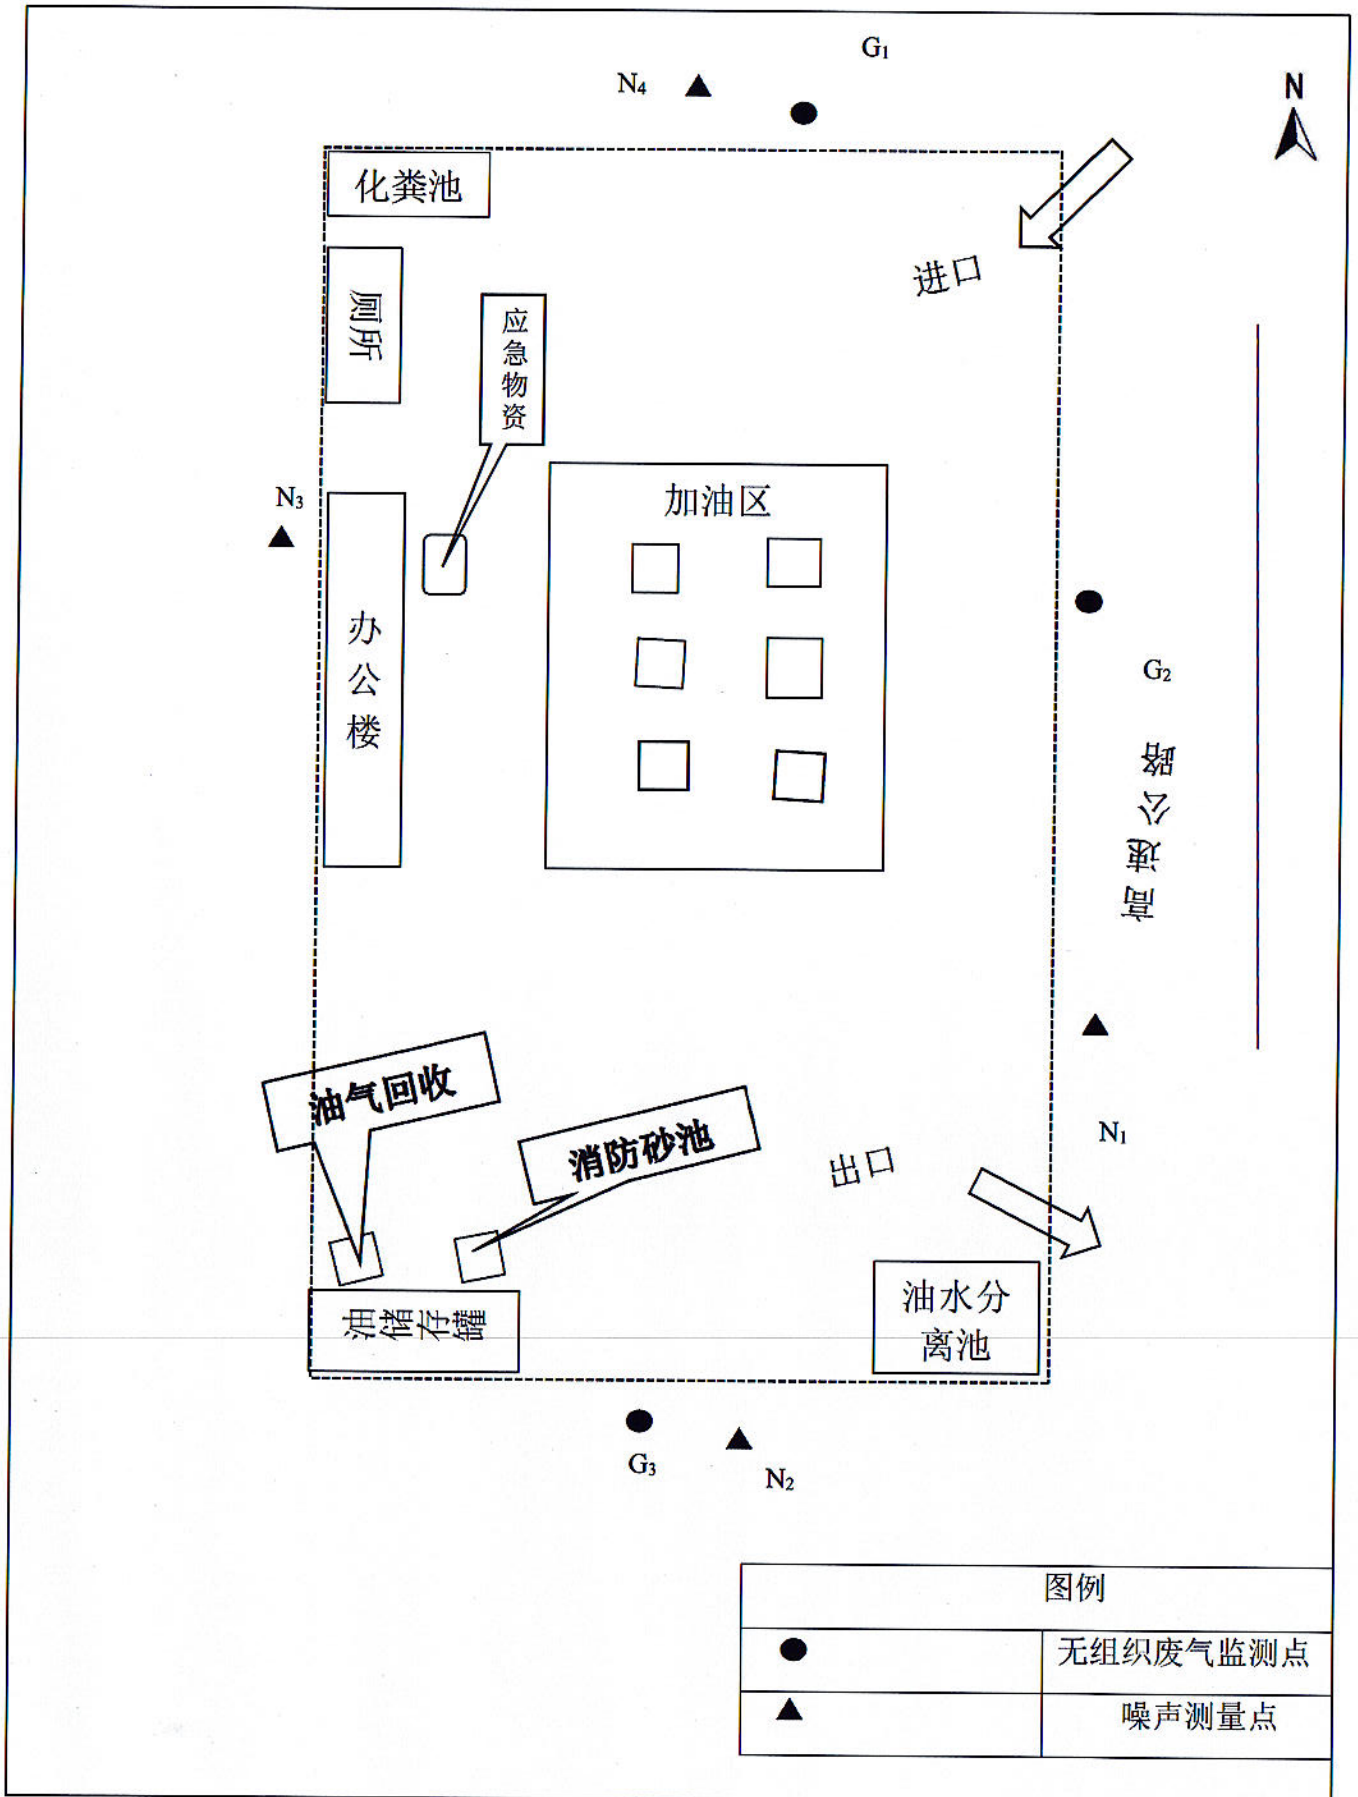 G₁
N₄
N
化粪池
进口
厕所
应急物资
N₃
加油区
办公楼
G₂
高速公路
油气回收
消防砂池
N₁
出口
油储存罐
油水分
离池
G₃
N₂
图例
无组织废气监测点
噪声测量点